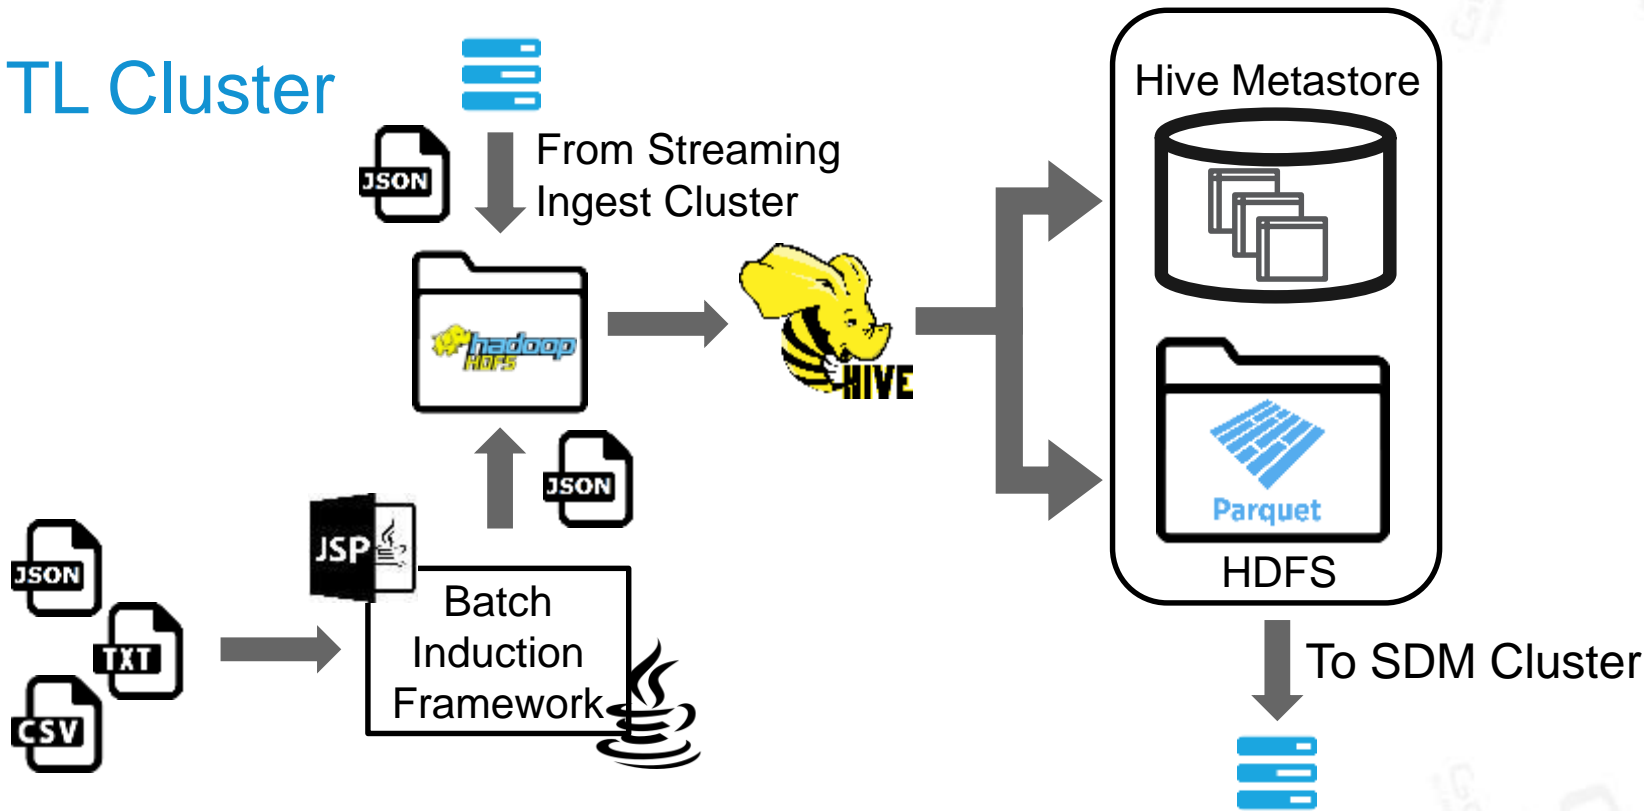 TL Cluster
JSON
From Streaming
Ingest Cluster
hadoop
HDFS
HIVE
Hive Metastore
Parquet
HDFS
JSON
JSP
JSON
TXT
CSV
Batch
Induction
Framework
To SDM Cluster